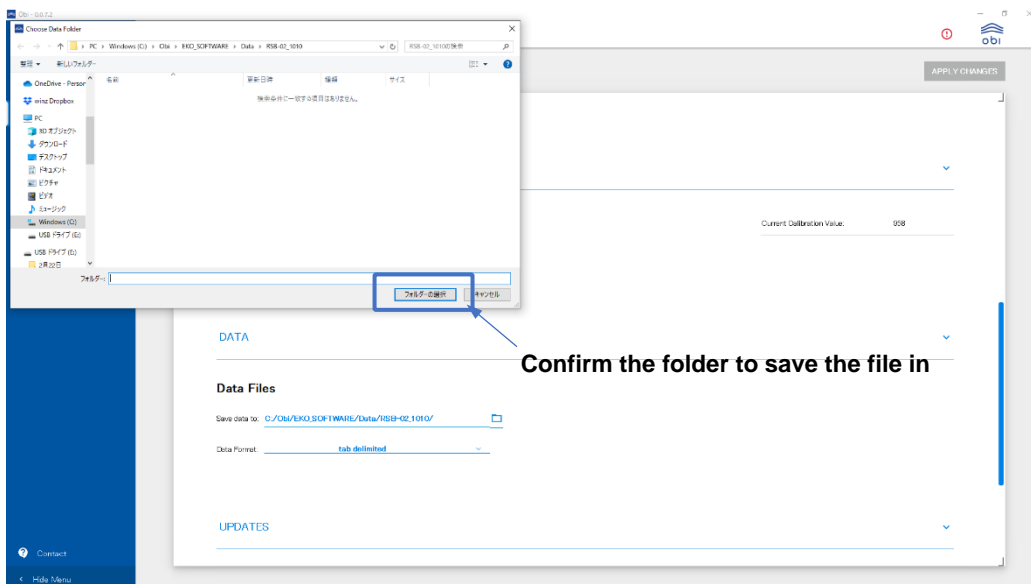 Obi - 0.0.7.2
Choose Data Folder
PC > Windows (C:) > Obi > EKO_SOFTWARE > Data > RSB-02_1010
RSB-02_1010の検索
整理
新しいフォルダー
OneDrive - Person
名前
更新日時
種類
サイズ
検索条件に一致する項目はありません。
winz Dropbox
PC
3D オブジェクト
ダウンロード
デスクトップ
ドキュメント
ピクチャ
ビデオ
ミュージック
Windows (C:)
USB ドライブ (E:)
USB ドライブ (E:)
2月22日
フォルダー:
フォルダーの選択
キャンセル
obi
APPLY CHANGES
Current Calibration Value: 958
DATA
Confirm the folder to save the file in
Data Files
Save data to: C:/Obi/EKO_SOFTWARE/Data/RSB-02_1010/
Data Format: tab delimited
UPDATES
Contact
Hide Menu